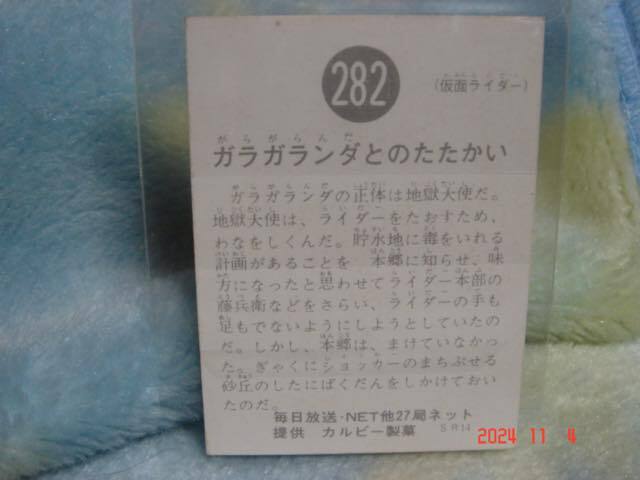 282
(仮面ライダー)
ガラガランダとのたたかい
ガラガランダの正体は地獄大使だ。
地獄大使は、ライダーをたおすため、
わなをしくんだ。貯水地に毒をいれる
計画があることを 本郷に知らせ、味
方になったと思わせてライダー本部の
藤兵衛などをさらい、ライダーの手も
足もでないようにしようとしていたの
だ。しかし、本郷は、まけていなかっ
た。ぎゃくにショッカーのまちぶせる
砂丘のしたにばくだんをしかけておい
たのだ。
毎日放送・NET他27局ネット
提供 カルビー製菓 SR14
2024 11 4